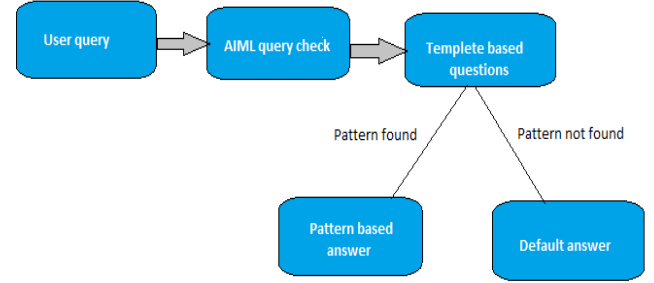 User query
AIML query check
Templete based
questions
Pattern found
Pattern not found
Pattern based
answer
Default answer